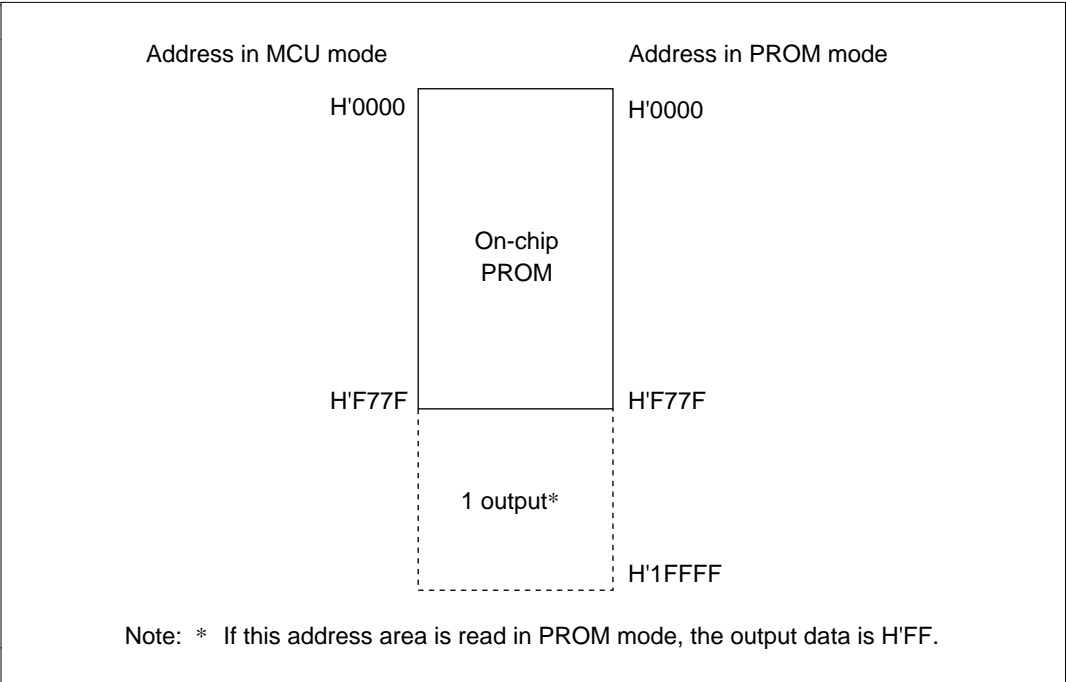 Address in MCU mode
Address in PROM mode
H'0000
H'0000
On-chip
PROM
H'F77F
H'F77F
1 output*
H'1FFFF
Note: * If this address area is read in PROM mode, the output data is H'FF.